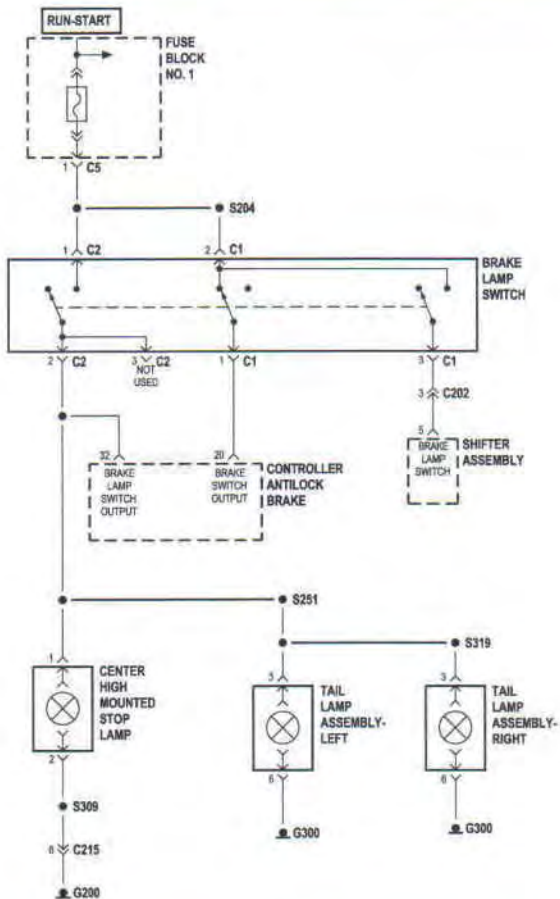 RUN-START
FUSE
BLOCK
NO. 1
1 C5
S204
1 C2
2 C1
BRAKE
LAMP
SWITCH
2 C2
3 C2
NOT
USED
1 C1
3 C1
3 C202
5
BRAKE
LAMP
SWITCH
SHIFTER
ASSEMBLY
32
BRAKE
LAMP
SWITCH
OUTPUT
20
BRAKE
SWITCH
OUTPUT
CONTROLLER
ANTILOCK
BRAKE
S251
S319
1
CENTER
HIGH
MOUNTED
STOP
LAMP
2
3
TAIL
LAMP
ASSEMBLY-
LEFT
6
3
TAIL
LAMP
ASSEMBLY-
RIGHT
6
S309
6 C215
G200
G300
G300